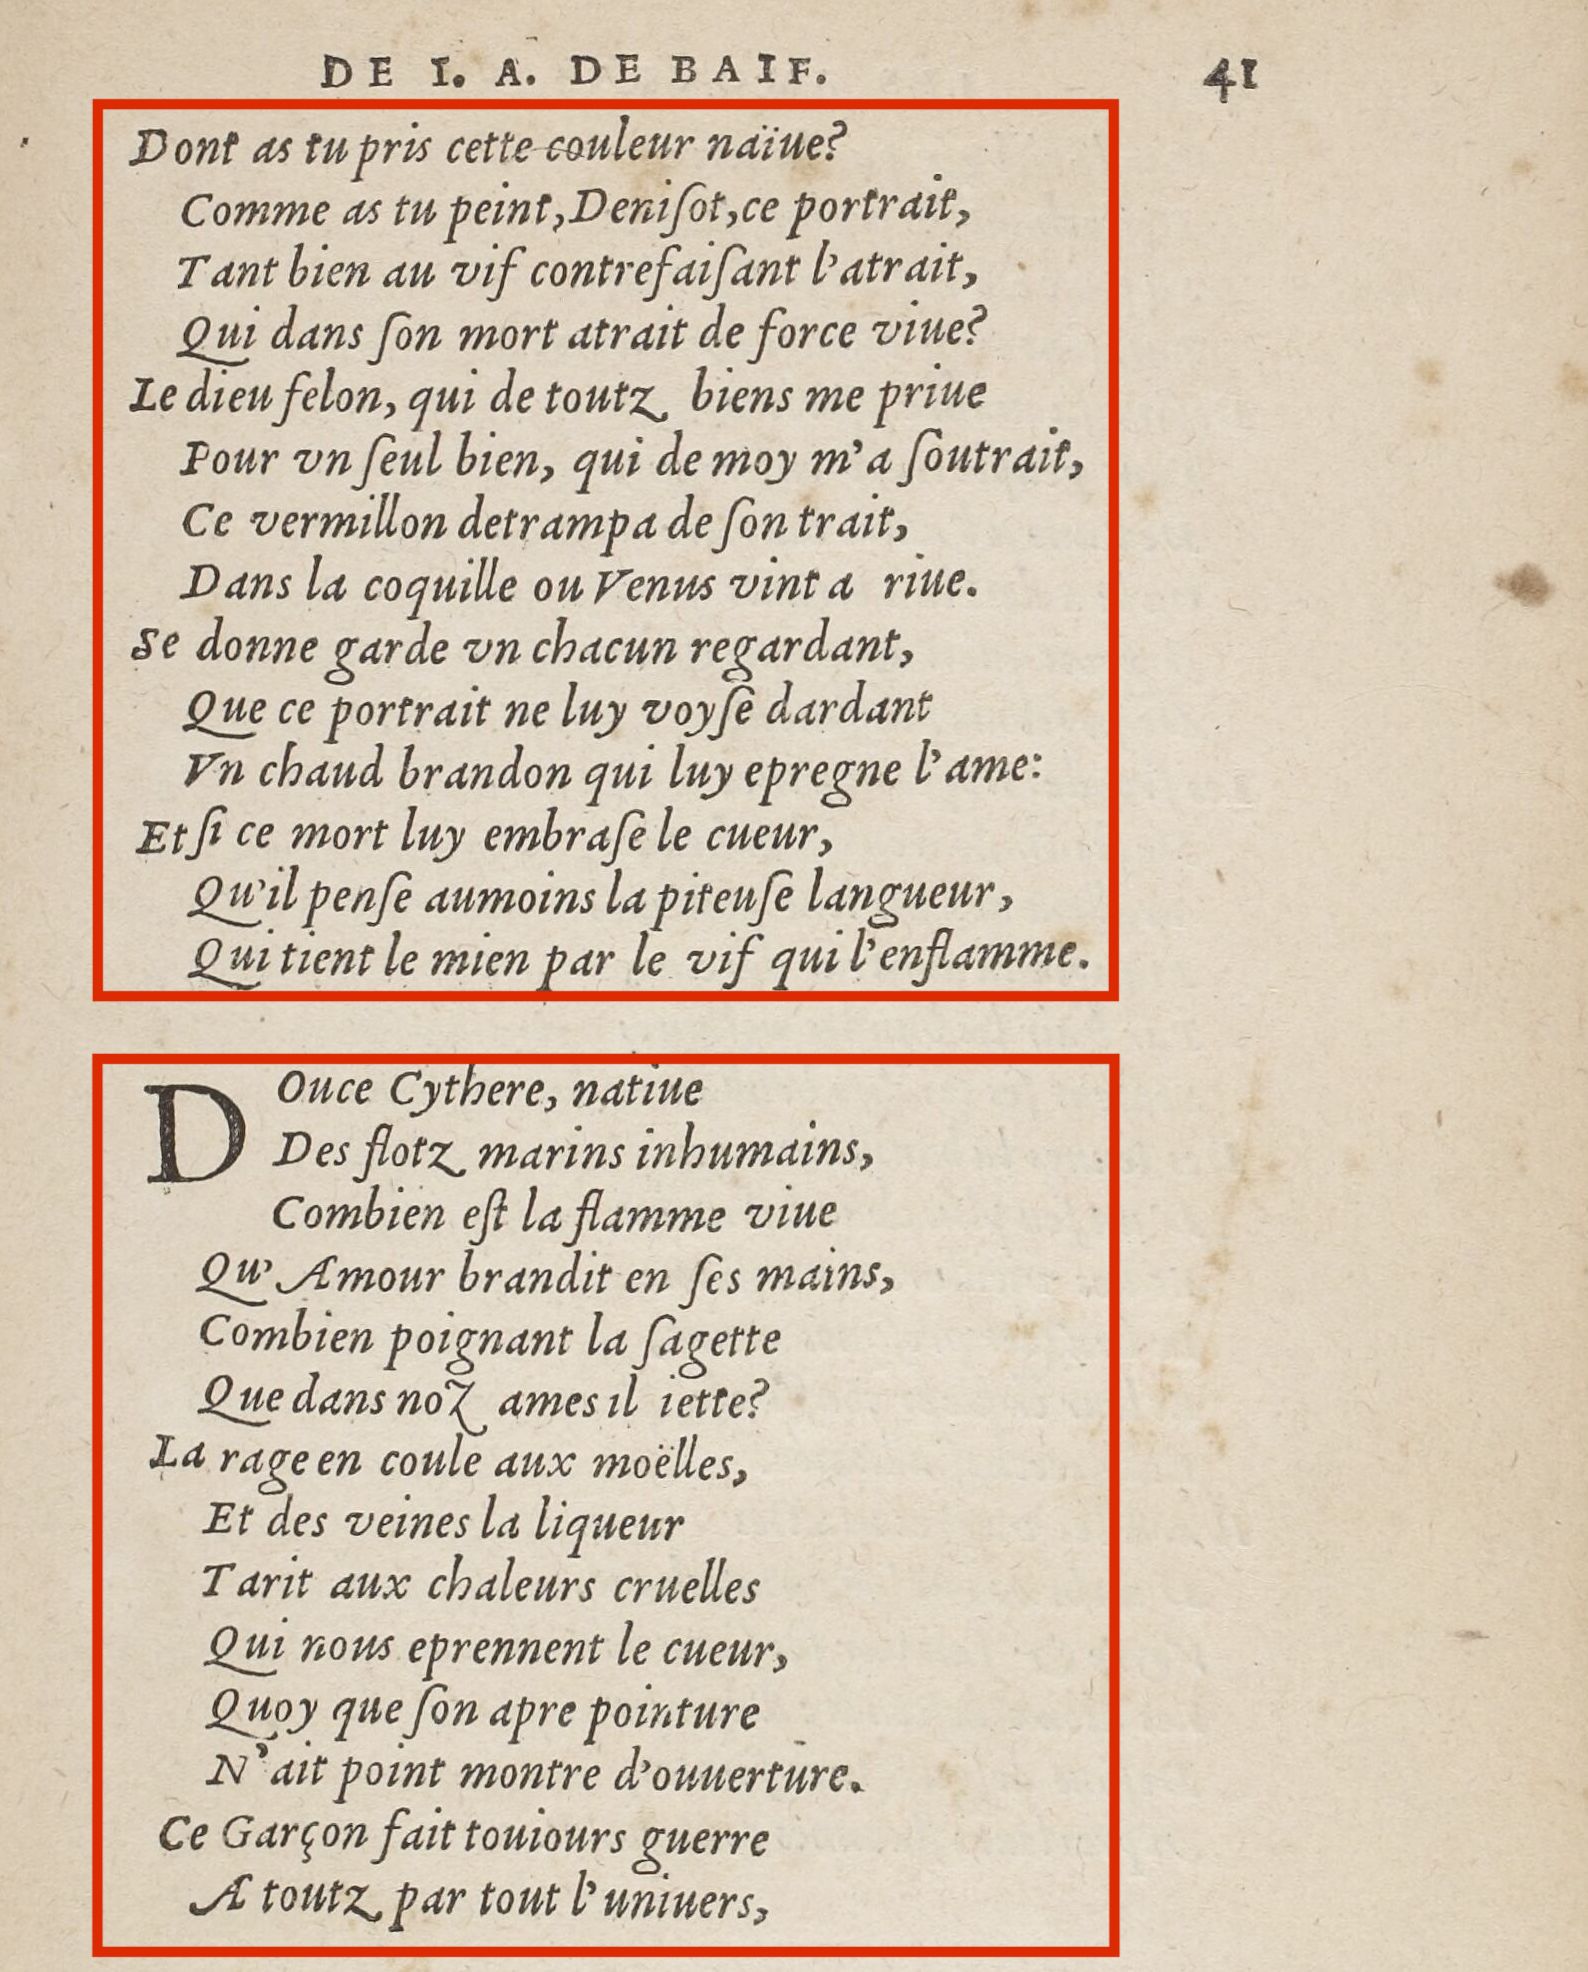 DE I. A. DE BAIF. 41
Dont as tu pris cette couleur naïue?
Comme as tu peint, Deniſot, ce portrait,
Tant bien au vif contrefaiſant l'atrait,
Qui dans ſon mort atrait de force viue?
Le dieu felon, qui de toutz biens me priue
Pour vn ſeul bien, qui de moy m'a ſoutrait,
Ce vermillon detrampa de ſon trait,
Dans la coquille ou Venus vint a riue.
Se donne garde vn chacun regardant,
Que ce portrait ne luy voyſe dardant
Vn chaud brandon qui luy epregne l'ame:
Et ſi ce mort luy embraſe le cueur,
Qu'il penſe aumoins la piteuſe langueur,
Qui tient le mien par le vif qui l'enflamme.
DOuce Cythere, natiue
Des flotz marins inhumains,
Combien eſt la flamme viue
Qu' Amour brandit en ſes mains,
Combien poignant la ſagette
Que dans noz ames il iette?
La rage en coule aux moëlles,
Et des veines la liqueur
Tarit aux chaleurs cruelles
Qui nous eprennent le cueur,
Quoy que ſon apre pointure
N'ait point montre d'ouuerture.
Ce Garçon fait touiours guerre
A toutz par tout l'uniuers,